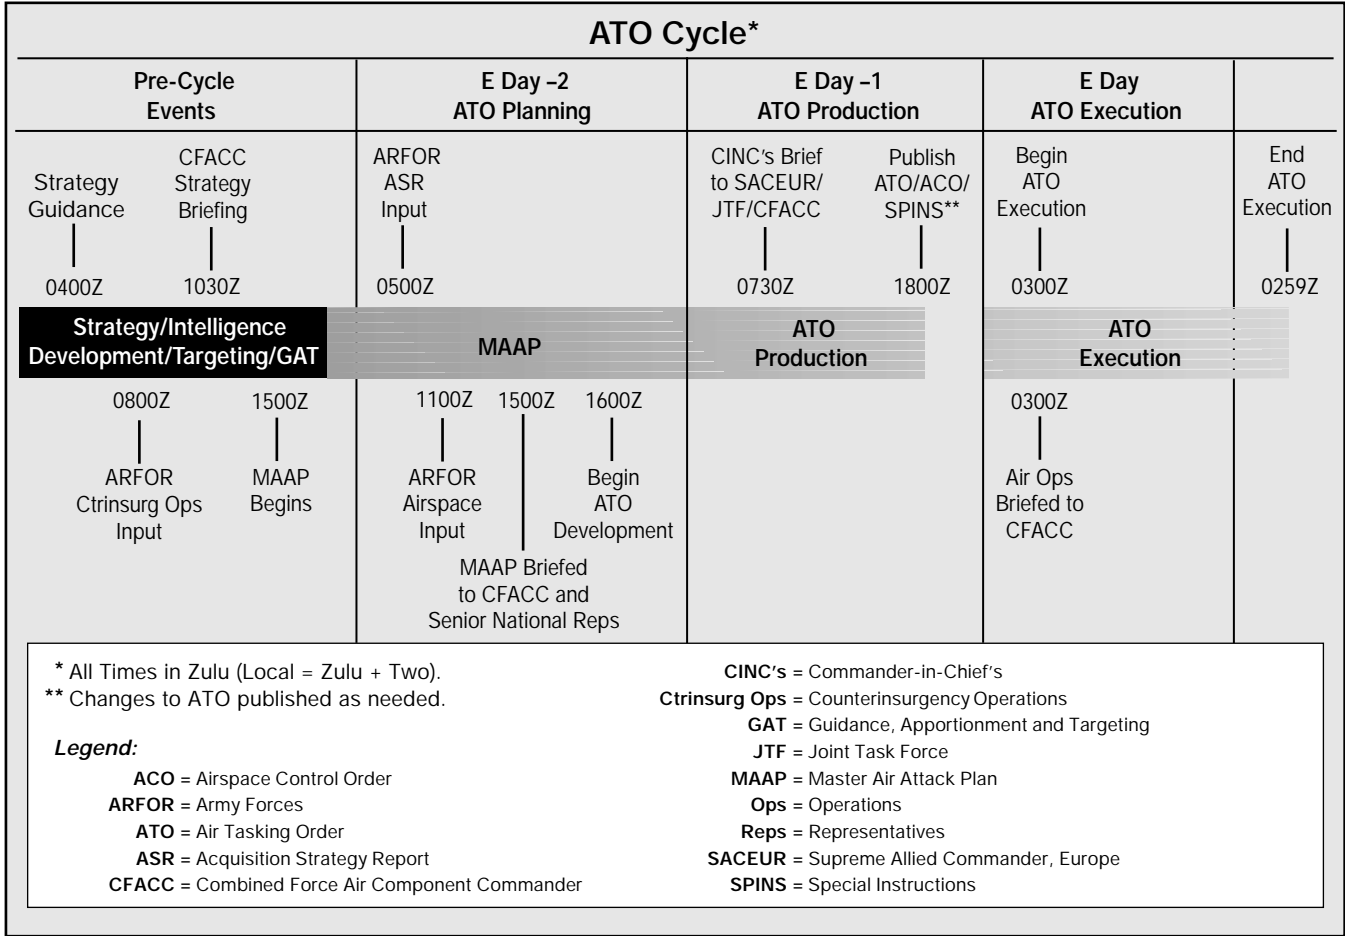 ATO Cycle*
Pre-Cycle
Events
E Day –2
ATO Planning
E Day –1
ATO Production
E Day
ATO Execution
Strategy
Guidance
0400Z
CFACC
Strategy
Briefing
1030Z
ARFOR
ASR
Input
0500Z
CINC's Brief
to SACEUR/
JTF/CFACC
0730Z
Publish
ATO/ACO/
SPINS**
1800Z
Begin
ATO
Execution
0300Z
End
ATO
Execution
0259Z
Strategy/Intelligence
Development/Targeting/GAT
MAAP
ATO
Production
ATO
Execution
0800Z
ARFOR
Ctrinsurg Ops
Input
1500Z
MAAP
Begins
1100Z
ARFOR
Airspace
Input
1500Z
MAAP Briefed
to CFACC and
Senior National Reps
1600Z
Begin
ATO
Development
0300Z
Air Ops
Briefed to
CFACC
* All Times in Zulu (Local = Zulu + Two).
** Changes to ATO published as needed.
Legend:
ACO = Airspace Control Order
ARFOR = Army Forces
ATO = Air Tasking Order
ASR = Acquisition Strategy Report
CFACC = Combined Force Air Component Commander
CINC's = Commander-in-Chief's
Ctrinsurg Ops = Counterinsurgency Operations
GAT = Guidance, Apportionment and Targeting
JTF = Joint Task Force
MAAP = Master Air Attack Plan
Ops = Operations
Reps = Representatives
SACEUR = Supreme Allied Commander, Europe
SPINS = Special Instructions